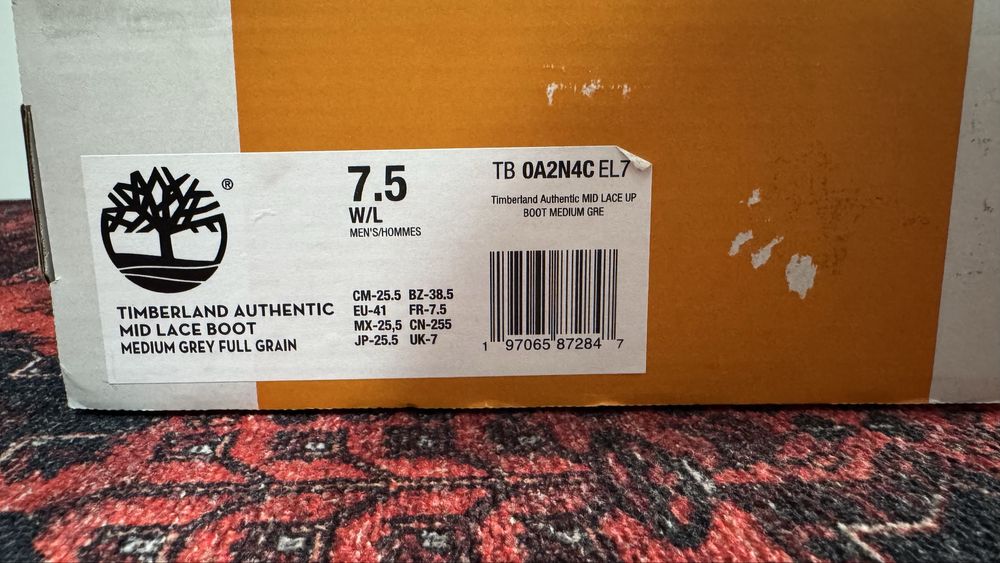 ®
7.5
W/L
MEN'S/HOMMES
TB 0A2N4C EL7
Timberland Authentic MID LACE UP
BOOT MEDIUM GRE
TIMBERLAND AUTHENTIC
MID LACE BOOT
MEDIUM GREY FULL GRAIN
CM-25.5 BZ-38.5
EU-41 FR-7.5
MX-25,5 CN-255
JP-25.5 UK-7
1 97065 87284 7